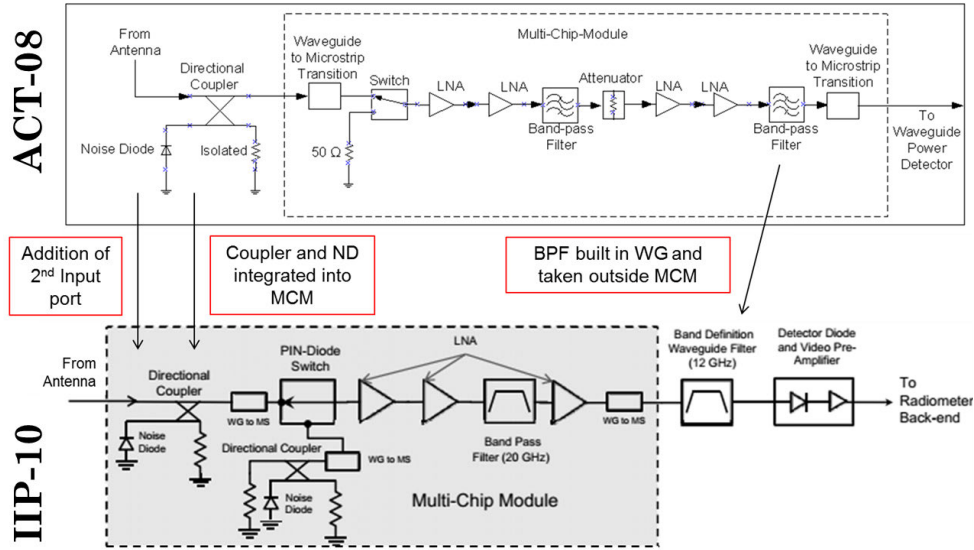 ACT-08
From
Antenna
Directional
Coupler
Noise Diode
Isolated
Waveguide
to Microstrip
Transition
Switch
50 Ω
Multi-Chip-Module
LNA
LNA
Band-pass
Filter
Attenuator
LNA
LNA
Band-pass
Filter
Waveguide
to Microstrip
Transition
To
Waveguide
Power
Detector
Addition of
2nd Input
port
Coupler and ND
integrated into
MCM
BPF built in WG and
taken outside MCM
IIP-10
From
Antenna
Directional
Coupler
Noise
Diode
WG to MS
PIN-Diode
Switch
Directional Coupler
WG to MS
Noise
Diode
LNA
Band Pass
Filter (20 GHz)
WG to MS
Multi-Chip Module
Band Definition
Waveguide Filter
(12 GHz)
Detector Diode
and Video Pre-
Amplifier
To
Radiometer
Back-end